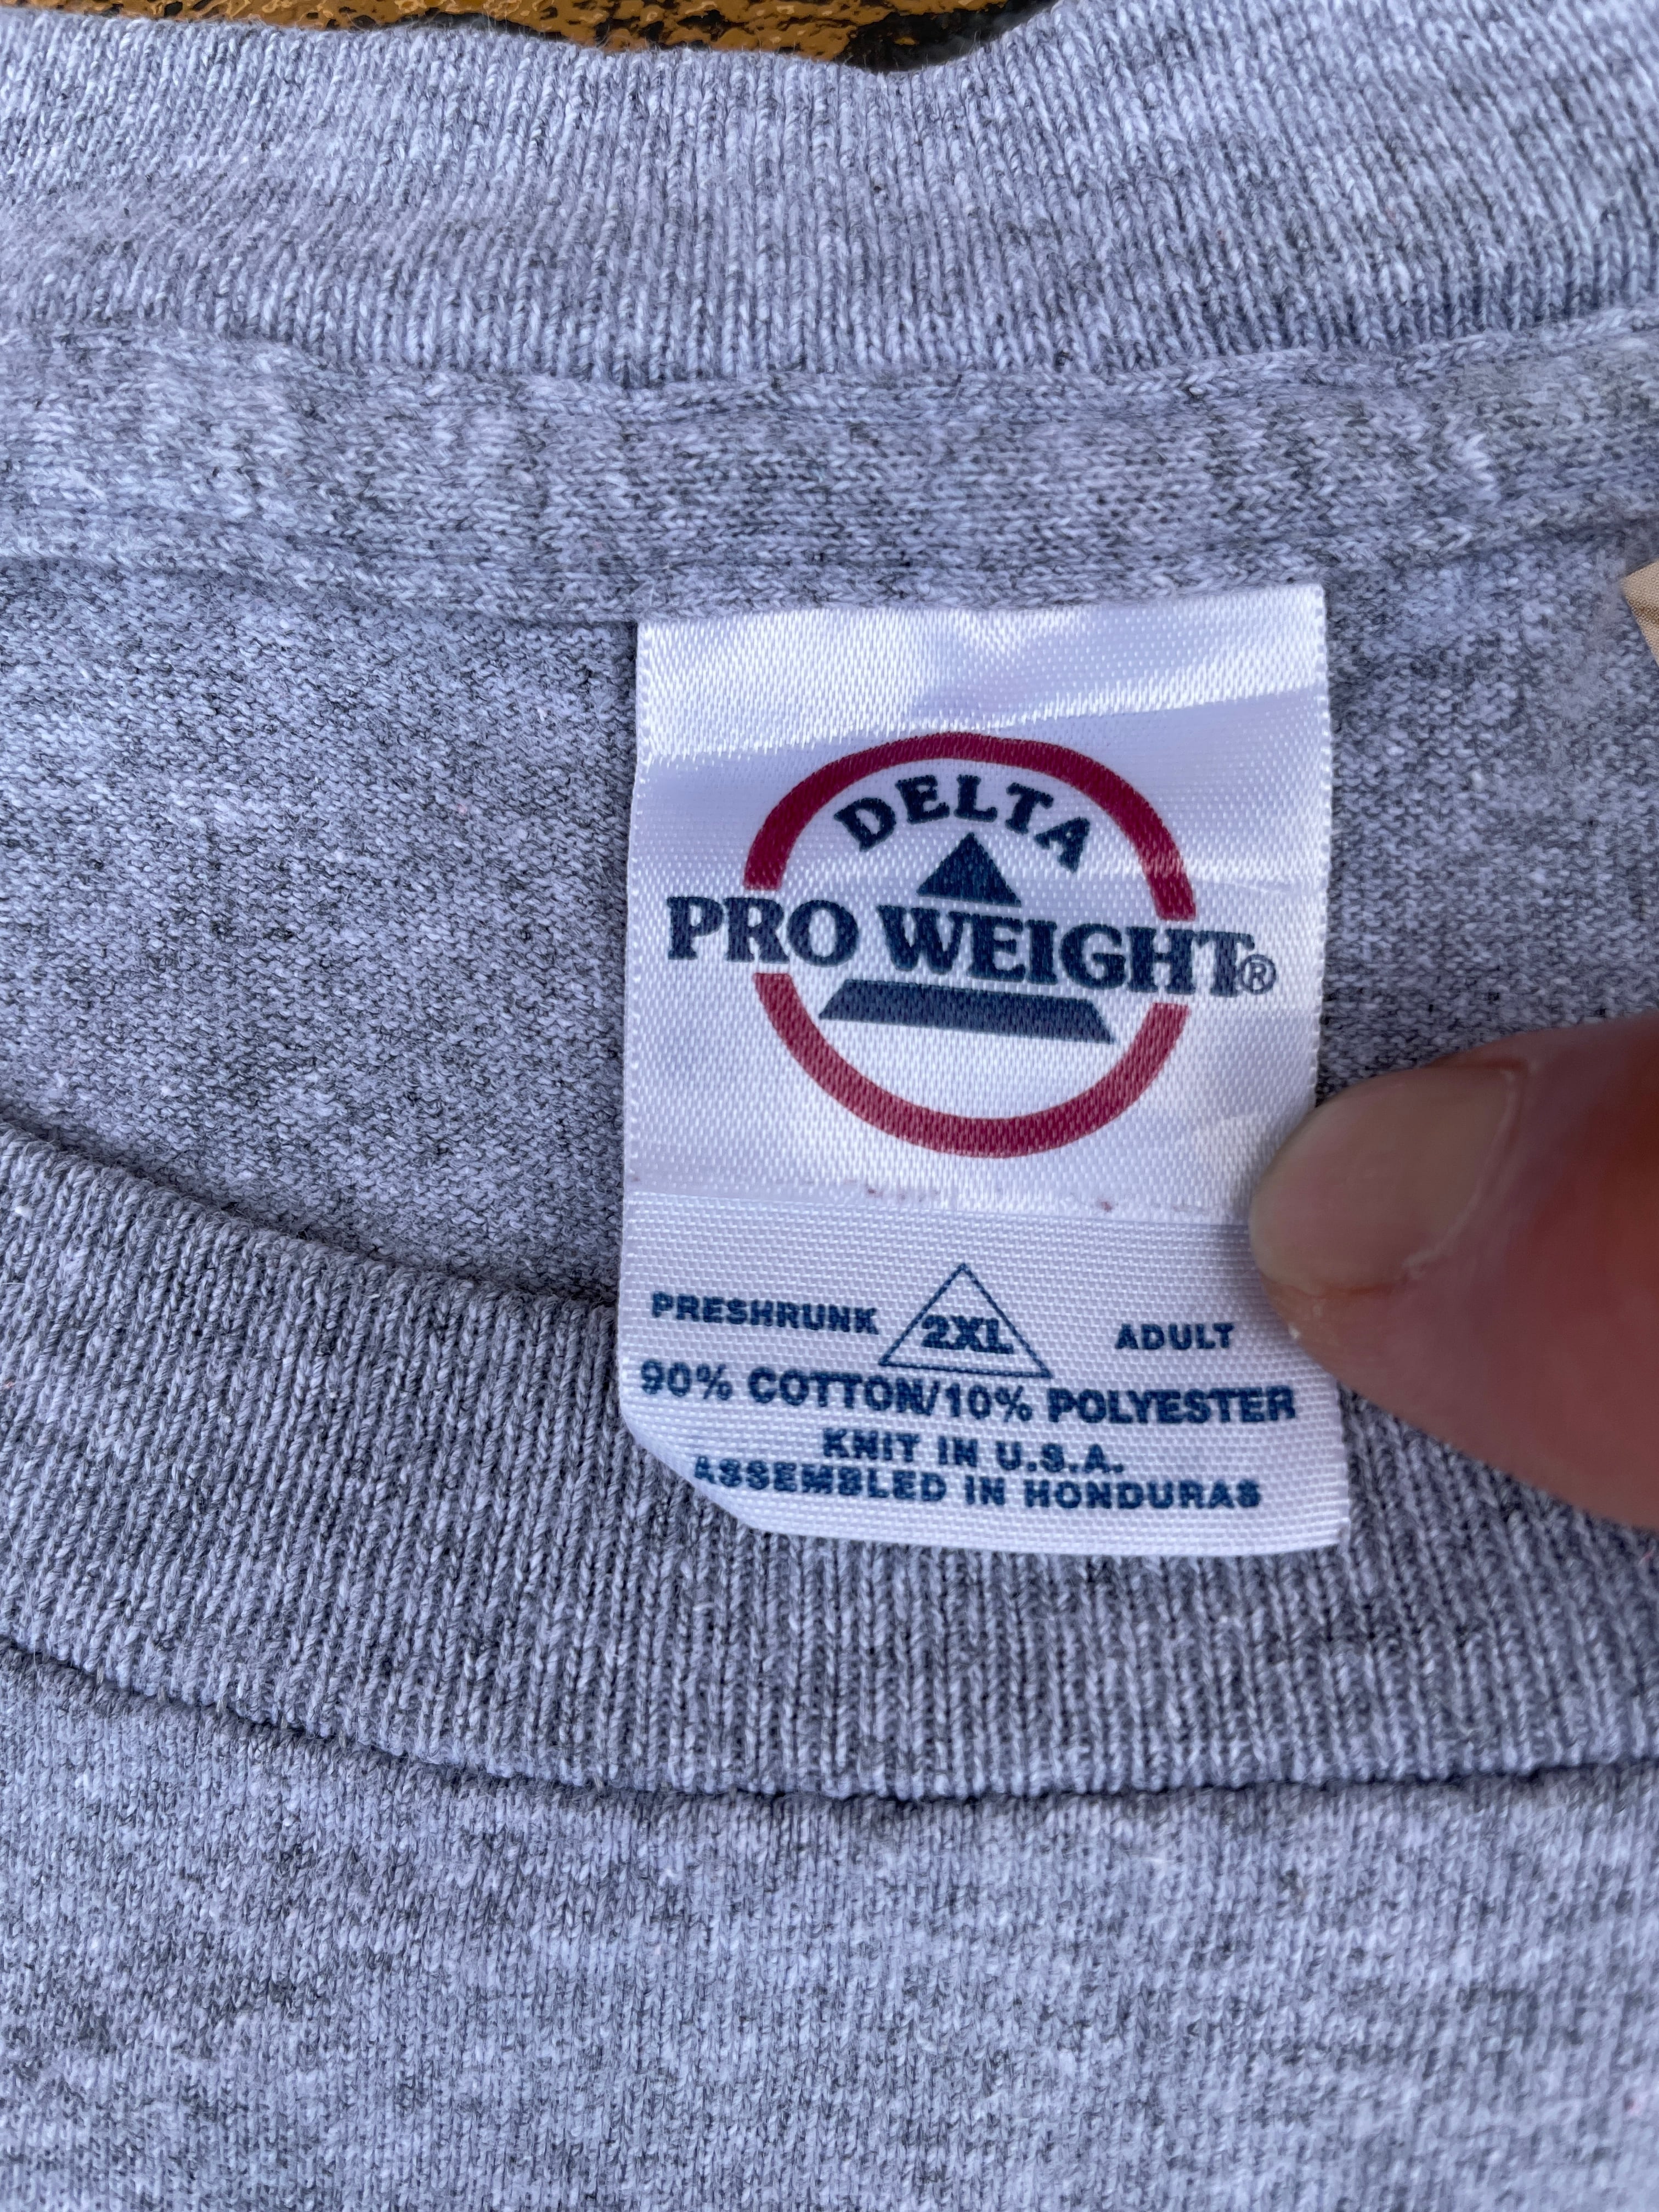 DELTA
PRO WEIGHT®
PRESHRUNK 2XL ADULT
90% COTTON/10% POLYESTER
KNIT IN U.S.A.
ASSEMBLED IN HONDURAS